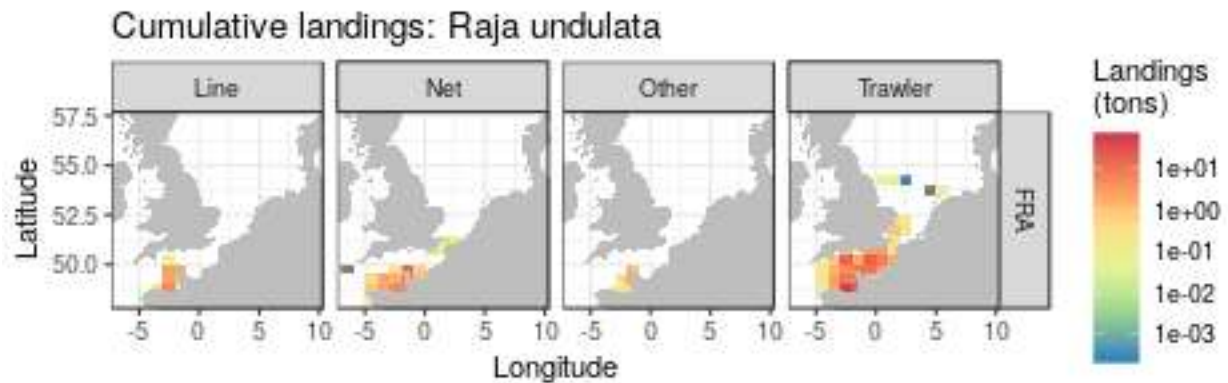 Cumulative landings: Raja undulata
Line
Net
Other
Trawler
Landings
(tons)
57.5
55.0
52.5
50.0
Latitude
FRA
1e+01
1e+00
1e-01
1e-02
1e-03
-5 0 5 10 -5 0 5 10 -5 0 5 10 -5 0 5 10
Longitude